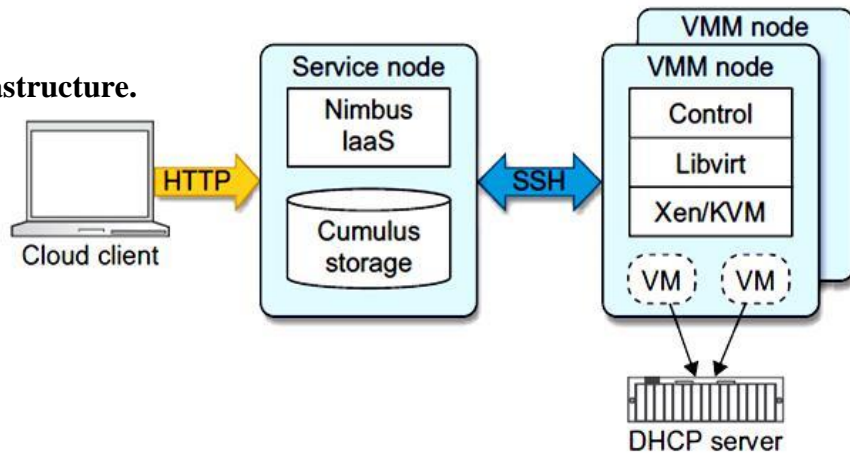 astructure.
Cloud client
HTTP
Service node
Nimbus
IaaS
Cumulus
storage
SSH
VMM node
VMM node
Control
Libvirt
Xen/KVM
VM
VM
DHCP server